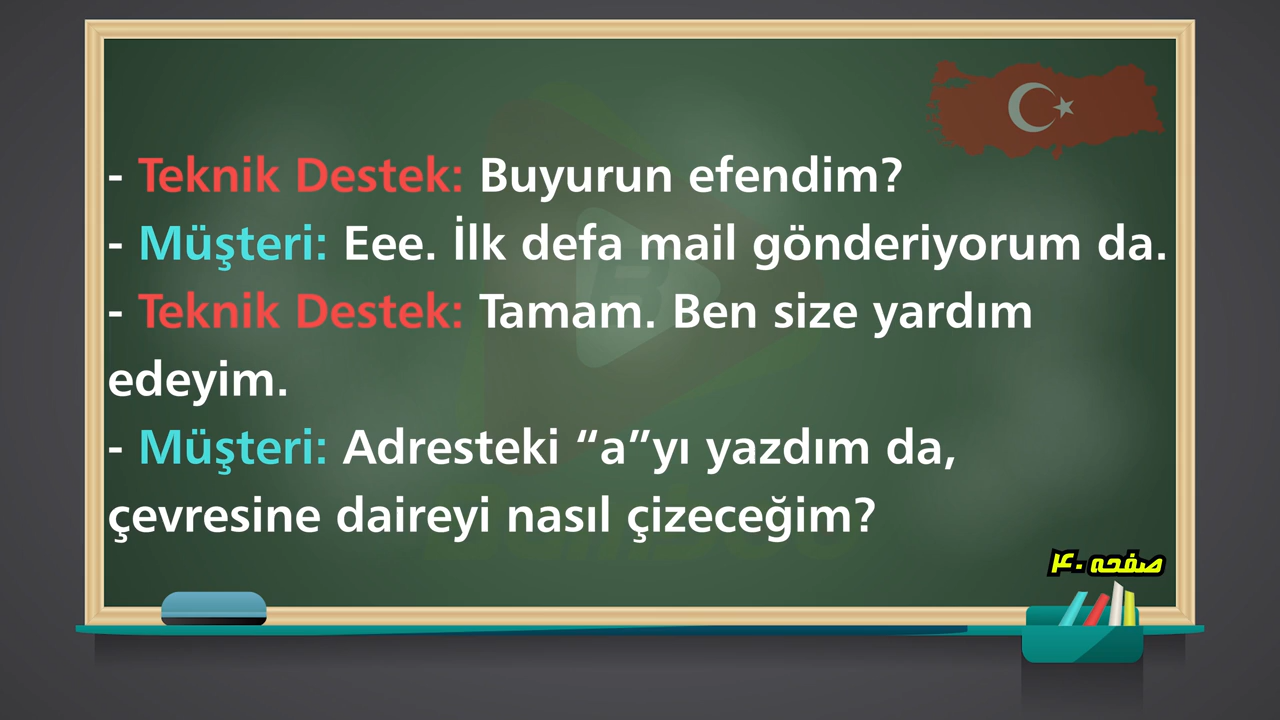 - Teknik Destek: Buyurun efendim?
- Müşteri: Eee. İlk defa mail gönderiyorum da.
- Teknik Destek: Tamam. Ben size yardım
edeyim.
- Müşteri: Adresteki “a”yı yazdım da,
çevresine daireyi nasıl çizeceğim?
صفحه ۴۰